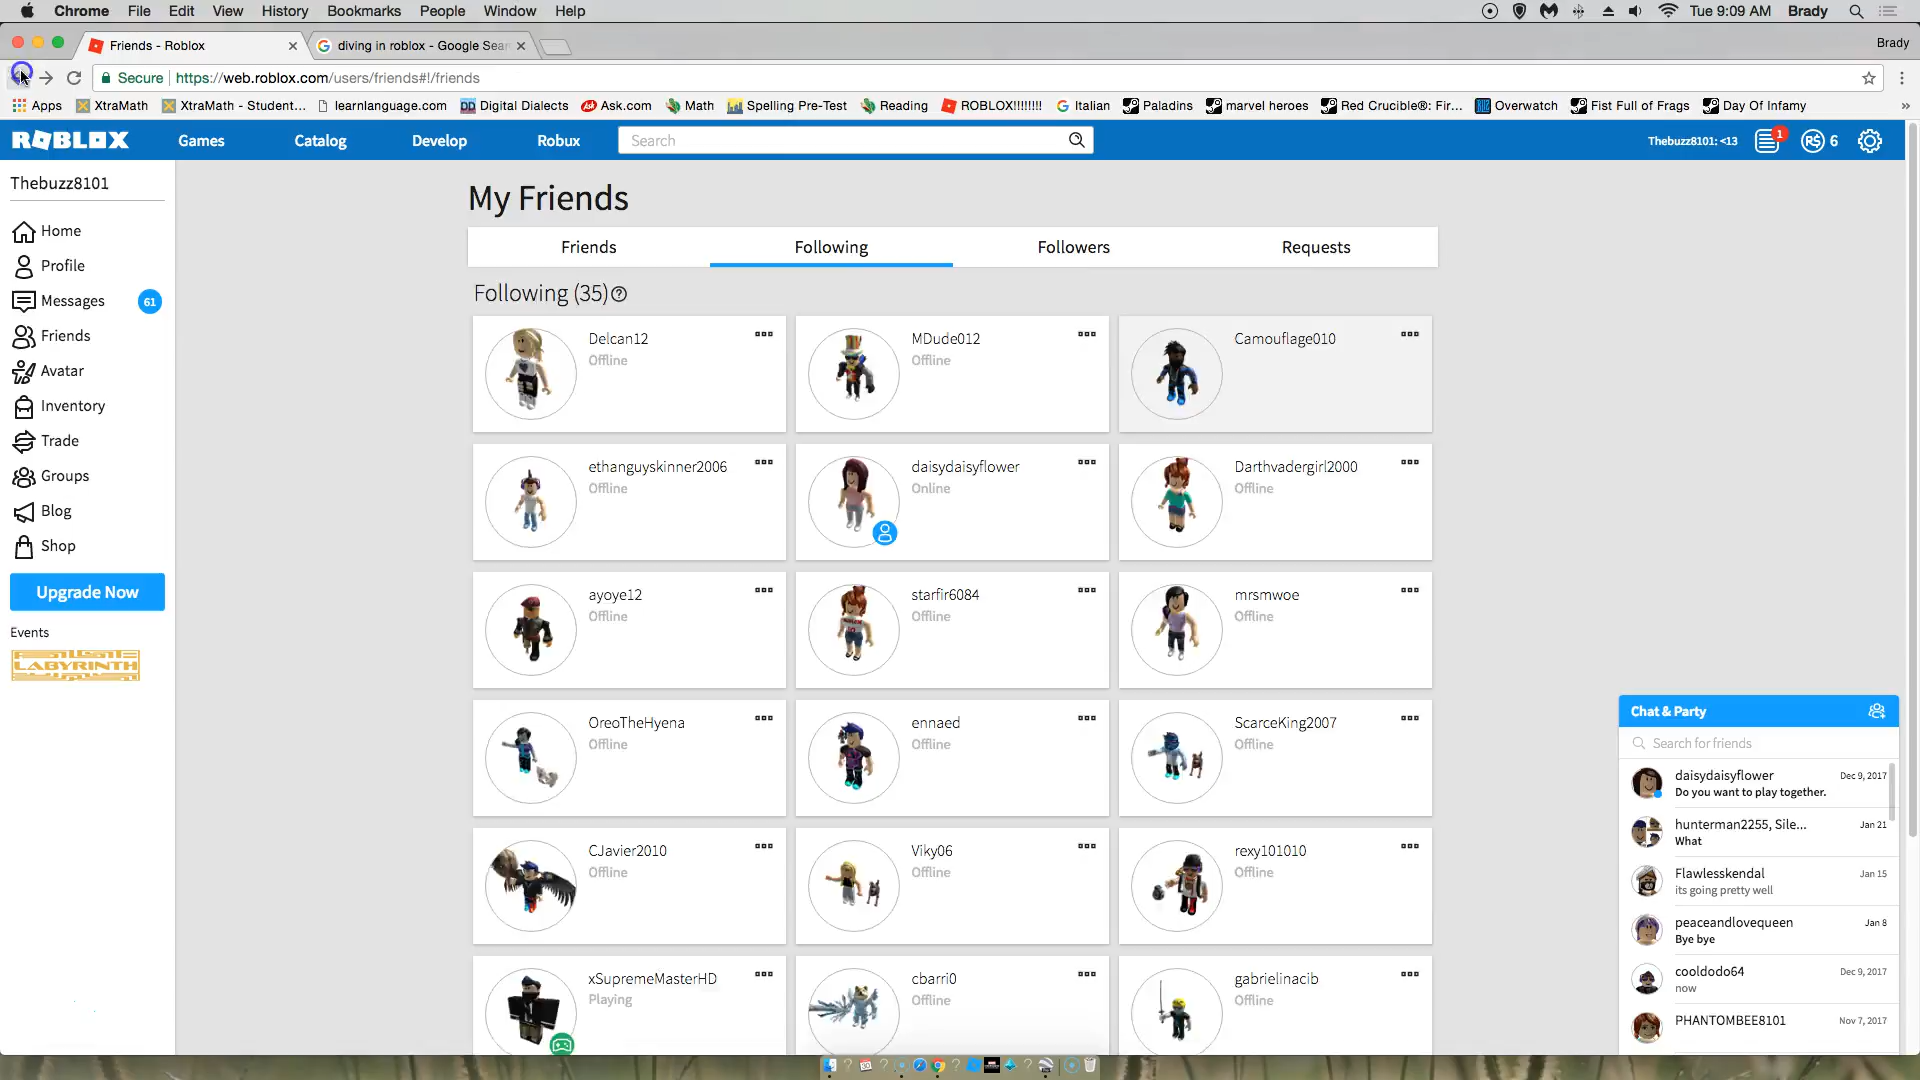 Chrome File Edit View History Bookmarks People Window Help Tue 9:09 AM Brady
Friends - Roblox diving in roblox - Google Sear Brady
Secure https://web.roblox.com/users/friends#!/friends
Apps XtraMath XtraMath - Student... learnlanguage.com DD Digital Dialects Ask Ask.com Math Spelling Pre-Test Reading ROBLOX!!!!!!!! Italian Paladins marvel heroes Red Crucible®: Fir... Overwatch Fist Full of Frags Day Of Infamy »
ROBLOX Games Catalog Develop Robux Search Thebuzz8101: <13 1 R$ 6
Thebuzz8101
Home
Profile
Messages 61
Friends
Avatar
Inventory
Trade
Groups
Blog
Shop
Upgrade Now
Events
LABYRINTH
My Friends
Friends Following Followers Requests
Following (35)
Delcan12
Offline
MDude012
Offline
Camouflage010
ethanguyskinner2006
Offline
daisydaisyflower
Online
Darthvadergirl2000
Offline
ayoye12
Offline
starfir6084
Offline
mrsmwoe
Offline
OreoTheHyena
Offline
ennaed
Offline
ScarceKing2007
Offline
CJavier2010
Offline
Viky06
Offline
rexy101010
Offline
xSupremeMasterHD
Playing
cbarri0
Offline
gabrielinacib
Offline
Chat & Party
Search for friends
daisydaisyflower Dec 9, 2017
Do you want to play together.
hunterman2255, Sile... Jan 21
What
Flawlesskendal Jan 15
its going pretty well
peaceandlovequeen Jan 8
Bye bye
cooldodo64 Dec 9, 2017
now
PHANTOMBEE8101 Nov 7, 2017